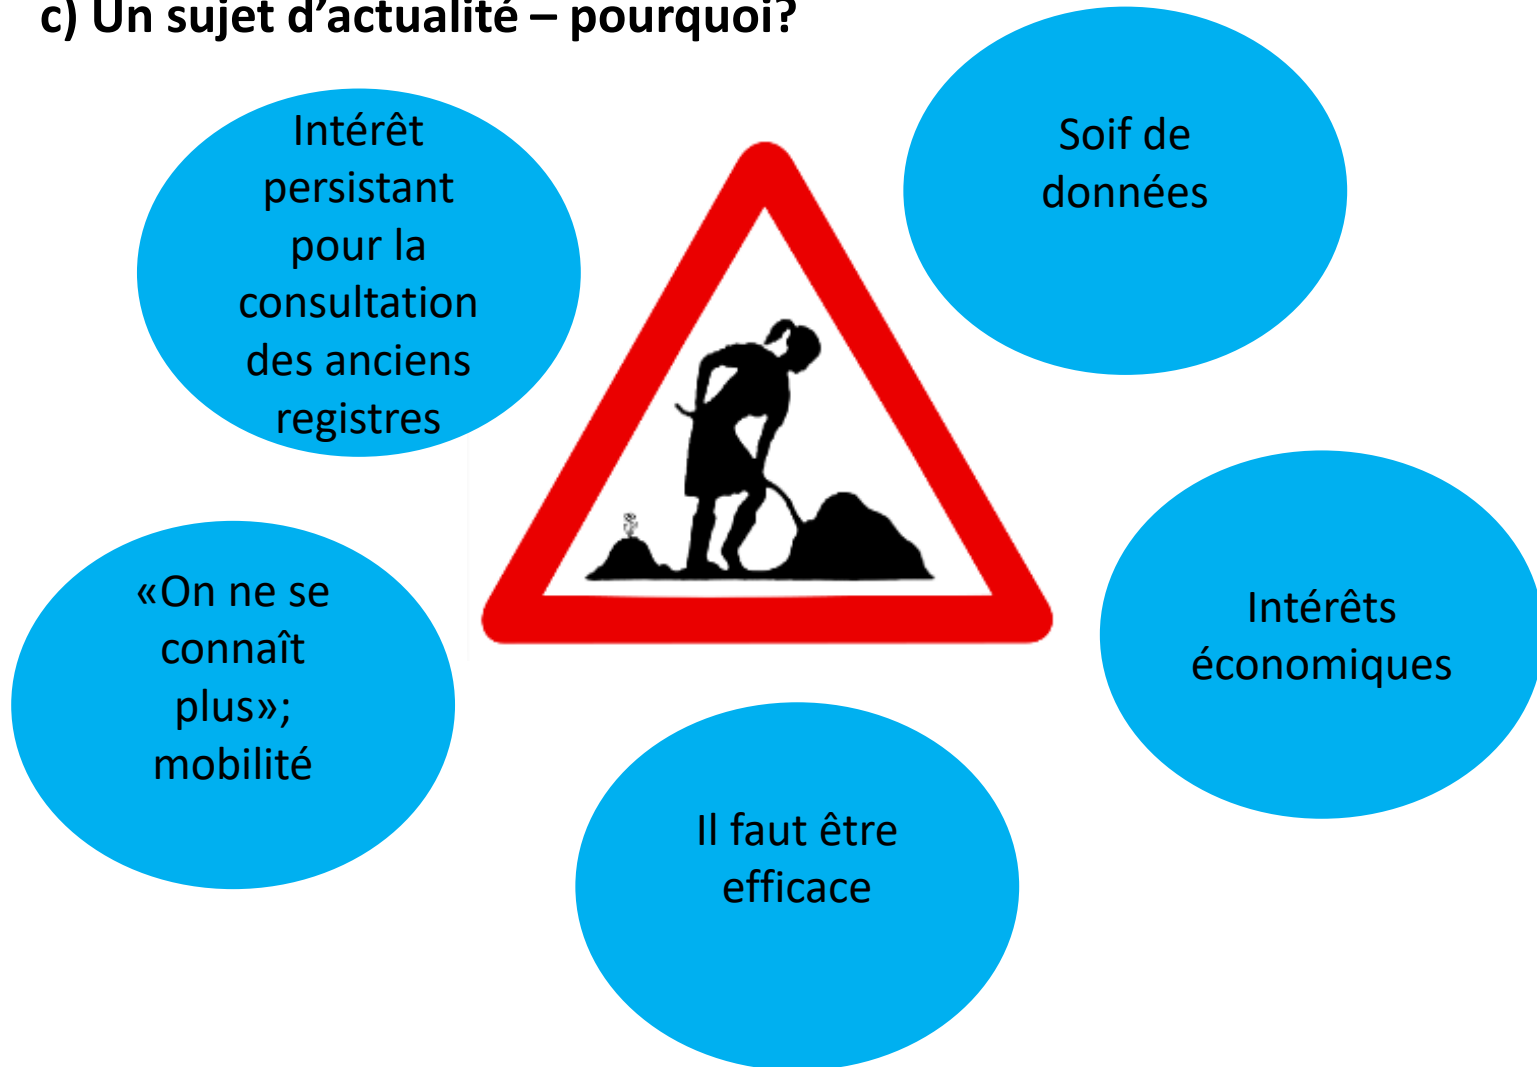 c) Un sujet d’actualité – pourquoi?
Intérêt
persistant
pour la
consultation
des anciens
registres
Soif de
données
«On ne se
connaît
plus»;
mobilité
Intérêts
économiques
Il faut être
efficace